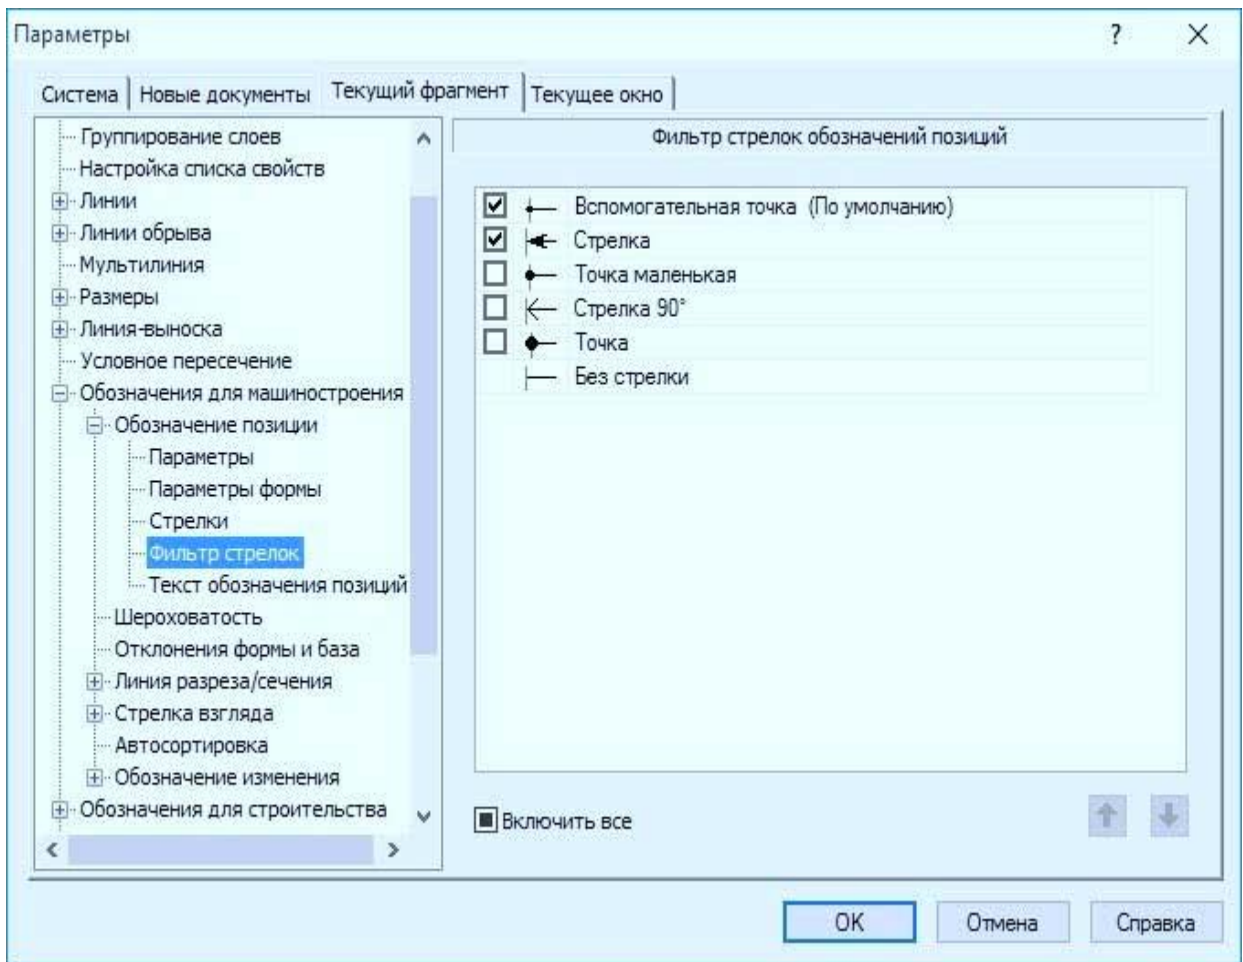 Параметры
?
Система
Новые документы
Текущий фрагмент
Текущее окно
Группирование слоев
Настройка списка свойств
Линии
Линии обрыва
Мультилиния
Размеры
Линия-выноска
Условное пересечение
Обозначения для машиностроения
Обозначение позиции
Параметры
Параметры формы
Стрелки
Фильтр стрелок
Текст обозначения позиций
Шероховатость
Отклонения формы и база
Линия разреза/сечения
Стрелка взгляда
Автосортировка
Обозначение изменения
Обозначения для строительства
Фильтр стрелок обозначений позиций
Вспомогательная точка (По умолчанию)
Стрелка
Точка маленькая
Стрелка 90°
Точка
Без стрелки
Включить все
OK
Отмена
Справка